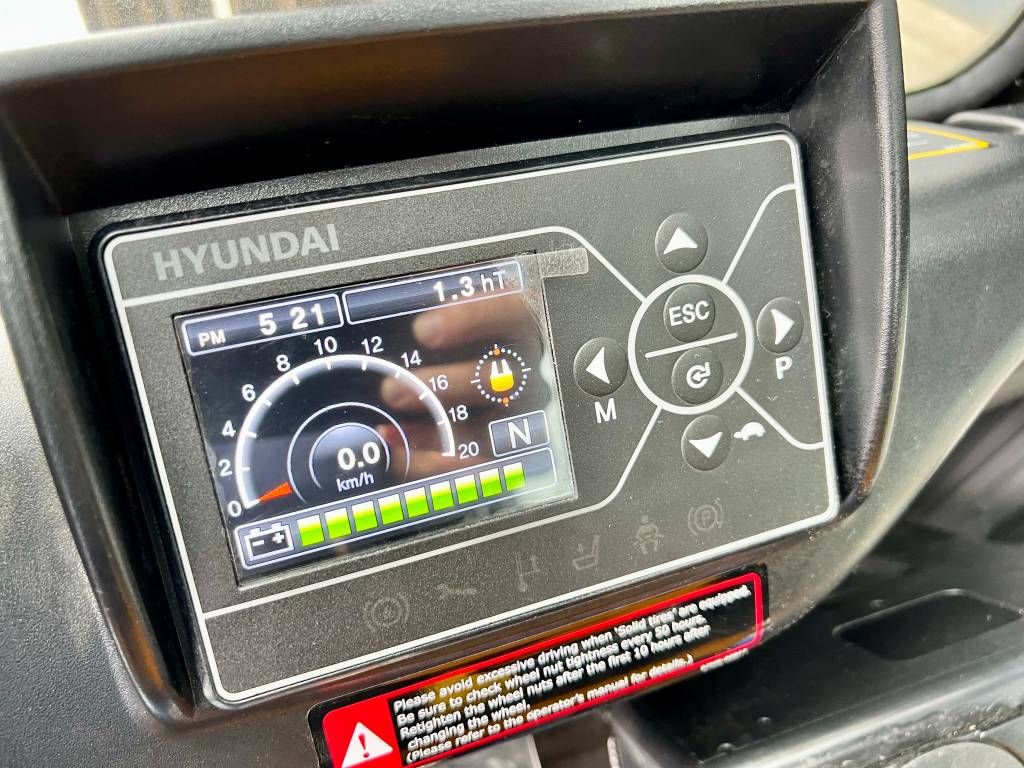 HYUNDAI
PM 5 21
1.3 hT
0 2 4 6 8 10 12 14 16 18 20
0.0
km/h
N
ESC
M
P
Please avoid excessive driving when 'Solid tires' are equipped.
Be sure to check wheel nut tightness every 50 hours.
Retighten the wheel nuts after the first 10 hours after
changing the wheel.
(Please refer to the operator's manual for details.)